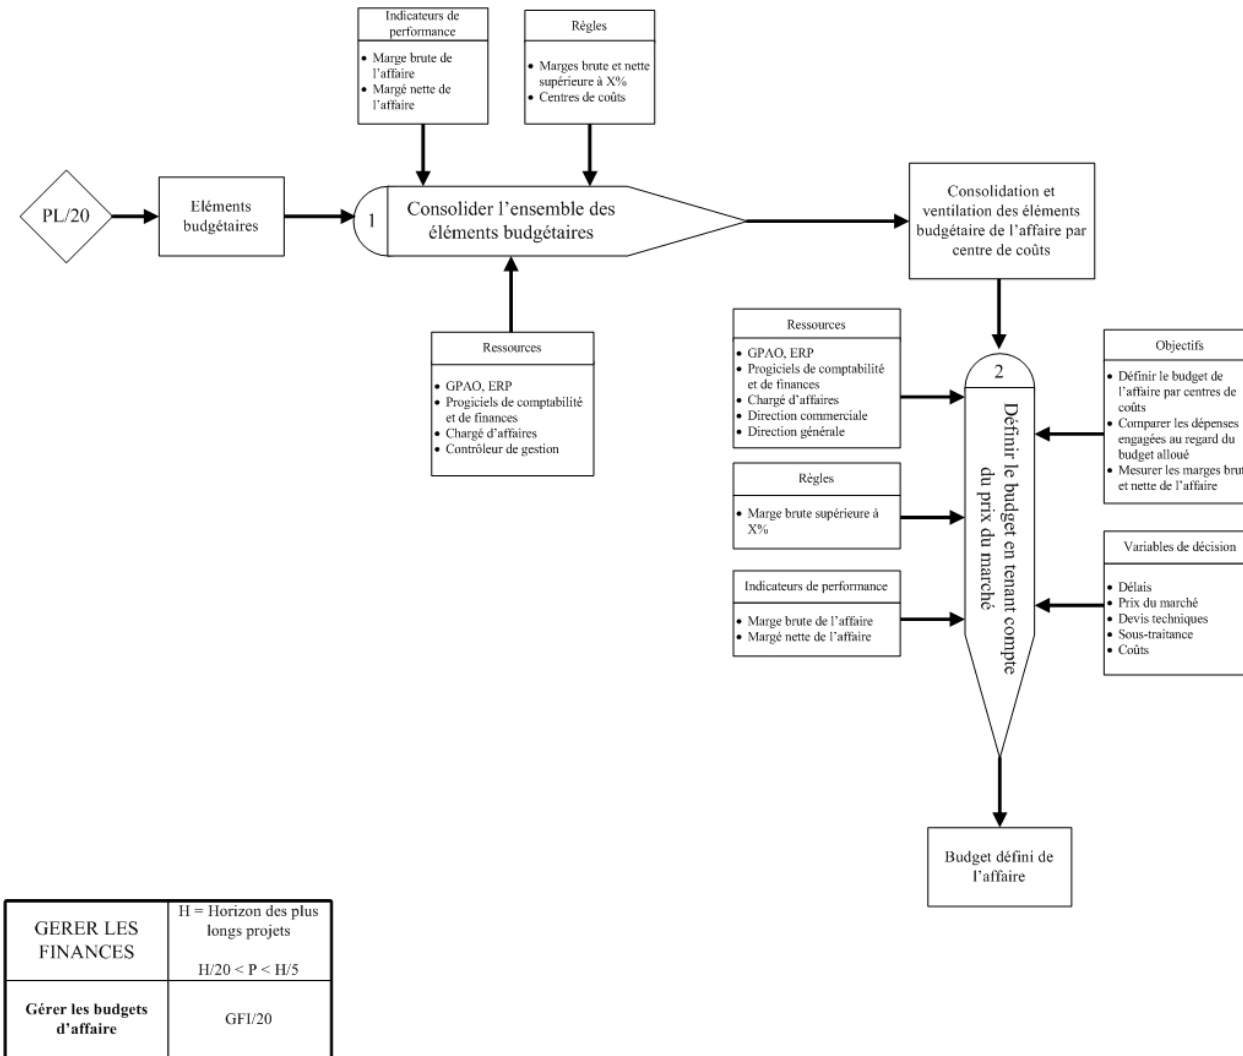 Indicateurs de
performance
• Marge brute de
l'affaire
• Margé nette de
l'affaire
Règles
• Marges brute et nette
supérieure à X%
• Centres de coûts
PL/20
Eléments
budgétaires
1
Consolider l'ensemble des
éléments budgétaires
Consolidation et
ventilation des éléments
budgétaire de l'affaire par
centre de coûts
Ressources
• GPAO, ERP
• Progiciels de comptabilité
et de finances
• Chargé d'affaires
• Contrôleur de gestion
Ressources
• GPAO, ERP
• Progiciels de comptabilité
et de finances
• Chargé d'affaires
• Direction commerciale
• Direction générale
Règles
• Marge brute supérieure à
X%
Indicateurs de performance
• Marge brute de l'affaire
• Margé nette de l'affaire
2
Définir le budget en tenant compte
du prix du marché
Objectifs
• Définir le budget de
l'affaire par centres de
coûts
• Comparer les dépenses
engagées au regard du
budget alloué
• Mesurer les marges brut
et nette de l'affaire
Variables de décision
• Délais
• Prix du marché
• Devis techniques
• Sous-traitance
• Coûts
Budget défini de
l'affaire
GERER LES
FINANCES
H = Horizon des plus
longs projets
H/20 < P < H/5
Gérer les budgets
d'affaire
GFI/20